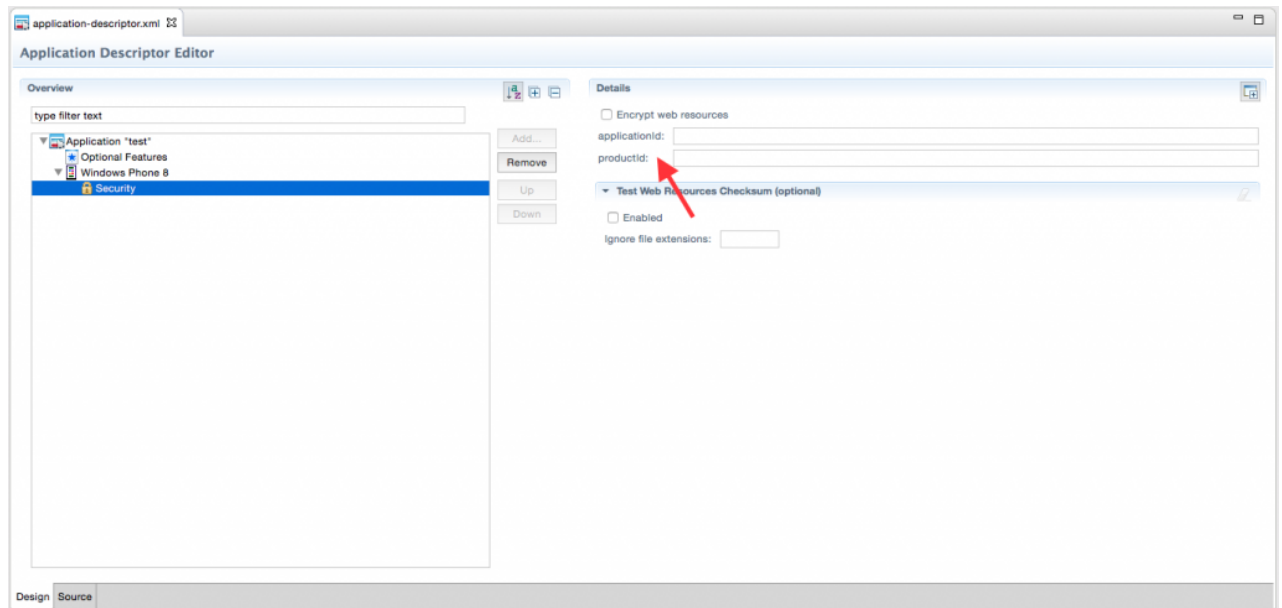 application-descriptor.xml
Application Descriptor Editor
Overview
type filter text
Application "test"
Optional Features
Windows Phone 8
Security
Add...
Remove
Up
Down
Details
Encrypt web resources
applicationId:
productId:
Test Web Resources Checksum (optional)
Enabled
Ignore file extensions:
Design Source